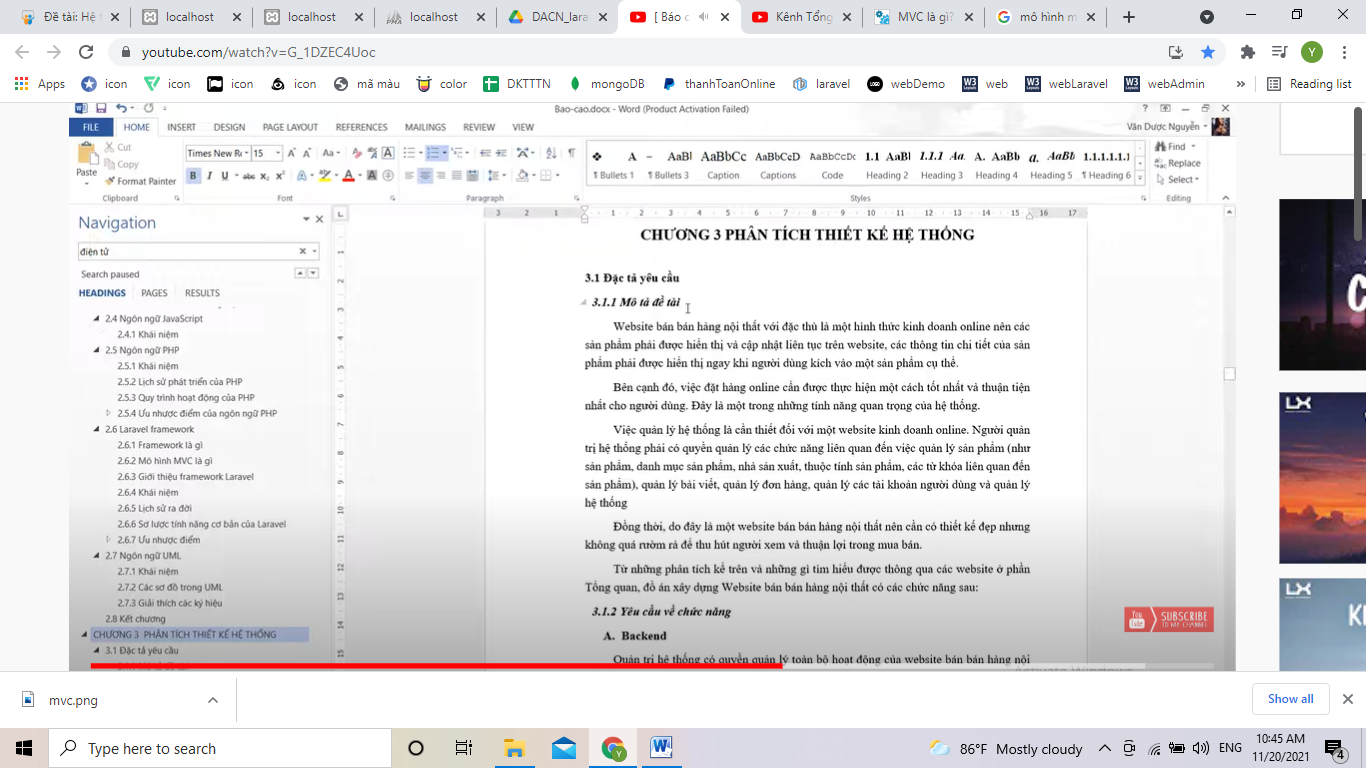 Đề tài: Hệ t
localhost
localhost
localhost
DACN_lara
[ Báo c
Kênh Tổng
MVC là gì?
mô hình m
youtube.com/watch?v=G_1DZEC4Uoc
Y
Apps
icon
icon
icon
icon
mã màu
color
DKTTTN
mongoDB
thanhToanOnline
laravel
webDemo
web
webLaravel
webAdmin
»
Reading list
Bao-cao.docx - Word (Product Activation Failed)
FILE HOME INSERT DESIGN PAGE LAYOUT REFERENCES MAILINGS REVIEW VIEW
Văn Dược Nguyễn
Paste
Cut
Copy
Format Painter
Clipboard
Times New Ro
15
Font
Paragraph
¶ Bullets 1
¶ Bullets 3
Caption
Captions
Code
Heading 2
Heading 3
Heading 4
Heading 5
¶ Heading 6
Styles
Find
Replace
Select
Editing
Navigation
điện tử
Search paused
HEADINGS PAGES RESULTS
2.4 Ngôn ngữ JavaScript
2.4.1 Khái niệm
2.5 Ngôn ngữ PHP
2.5.1 Khái niệm
2.5.2 Lịch sử phát triển của PHP
2.5.3 Quy trình hoạt động của PHP
2.5.4 Ưu nhược điểm của ngôn ngữ PHP
2.6 Laravel framework
2.6.1 Framework là gì
2.6.2 Mô hình MVC là gì
2.6.3 Giới thiệu framework Laravel
2.6.4 Khái niệm
2.6.5 Lịch sử ra đời
2.6.6 Sơ lược tính năng cơ bản của Laravel
2.6.7 Ưu nhược điểm
2.7 Ngôn ngữ UML
2.7.1 Khái niệm
2.7.2 Các sơ đồ trong UML
2.7.3 Giải thích các ký hiệu
2.8 Kết chương
CHƯƠNG 3 PHÂN TÍCH THIẾT KẾ HỆ THỐNG
3.1 Đặc tả yêu cầu
CHƯƠNG 3 PHÂN TÍCH THIẾT KẾ HỆ THỐNG
3.1 Đặc tả yêu cầu
3.1.1 Mô tả đề tài
Website bán bán hàng nội thất với đặc thù là một hình thức kinh doanh online nên các
sản phẩm phải được hiển thị và cập nhật liên tục trên website, các thông tin chi tiết của sản
phẩm phải được hiển thị ngay khi người dùng kích vào một sản phẩm cụ thể.
Bên cạnh đó, việc đặt hàng online cần được thực hiện một cách tốt nhất và thuận tiện
nhất cho người dùng. Đây là một trong những tính năng quan trọng của hệ thống.
Việc quản lý hệ thống là cần thiết đối với một website kinh doanh online. Người quản
trị hệ thống phải có quyền quản lý các chức năng liên quan đến việc quản lý sản phẩm (như
sản phẩm, danh mục sản phẩm, nhà sản xuất, thuộc tính sản phẩm, các từ khóa liên quan đến
sản phẩm), quản lý bài viết, quản lý đơn hàng, quản lý các tài khoản người dùng và quản lý
hệ thống
Đồng thời, do đây là một website bán bán hàng nội thất nên cần có thiết kế đẹp nhưng
không quá rườm rà để thu hút người xem và thuận lợi trong mua bán.
Từ những phân tích kể trên và những gì tìm hiểu được thông qua các website ở phần
Tổng quan, đồ án xây dựng Website bán bán hàng nội thất có các chức năng sau:
3.1.2 Yêu cầu về chức năng
A. Backend
Quản trị hệ thống có quyền quản lý toàn bộ hoạt động của website bán bán hàng nội
You Tube
SUBSCRIBE
TO MY CHANNEL
Activate Windows
LX
LX
mvc.png
Show all
Type here to search
86°F Mostly cloudy
ENG
10:45 AM
11/20/2021
4